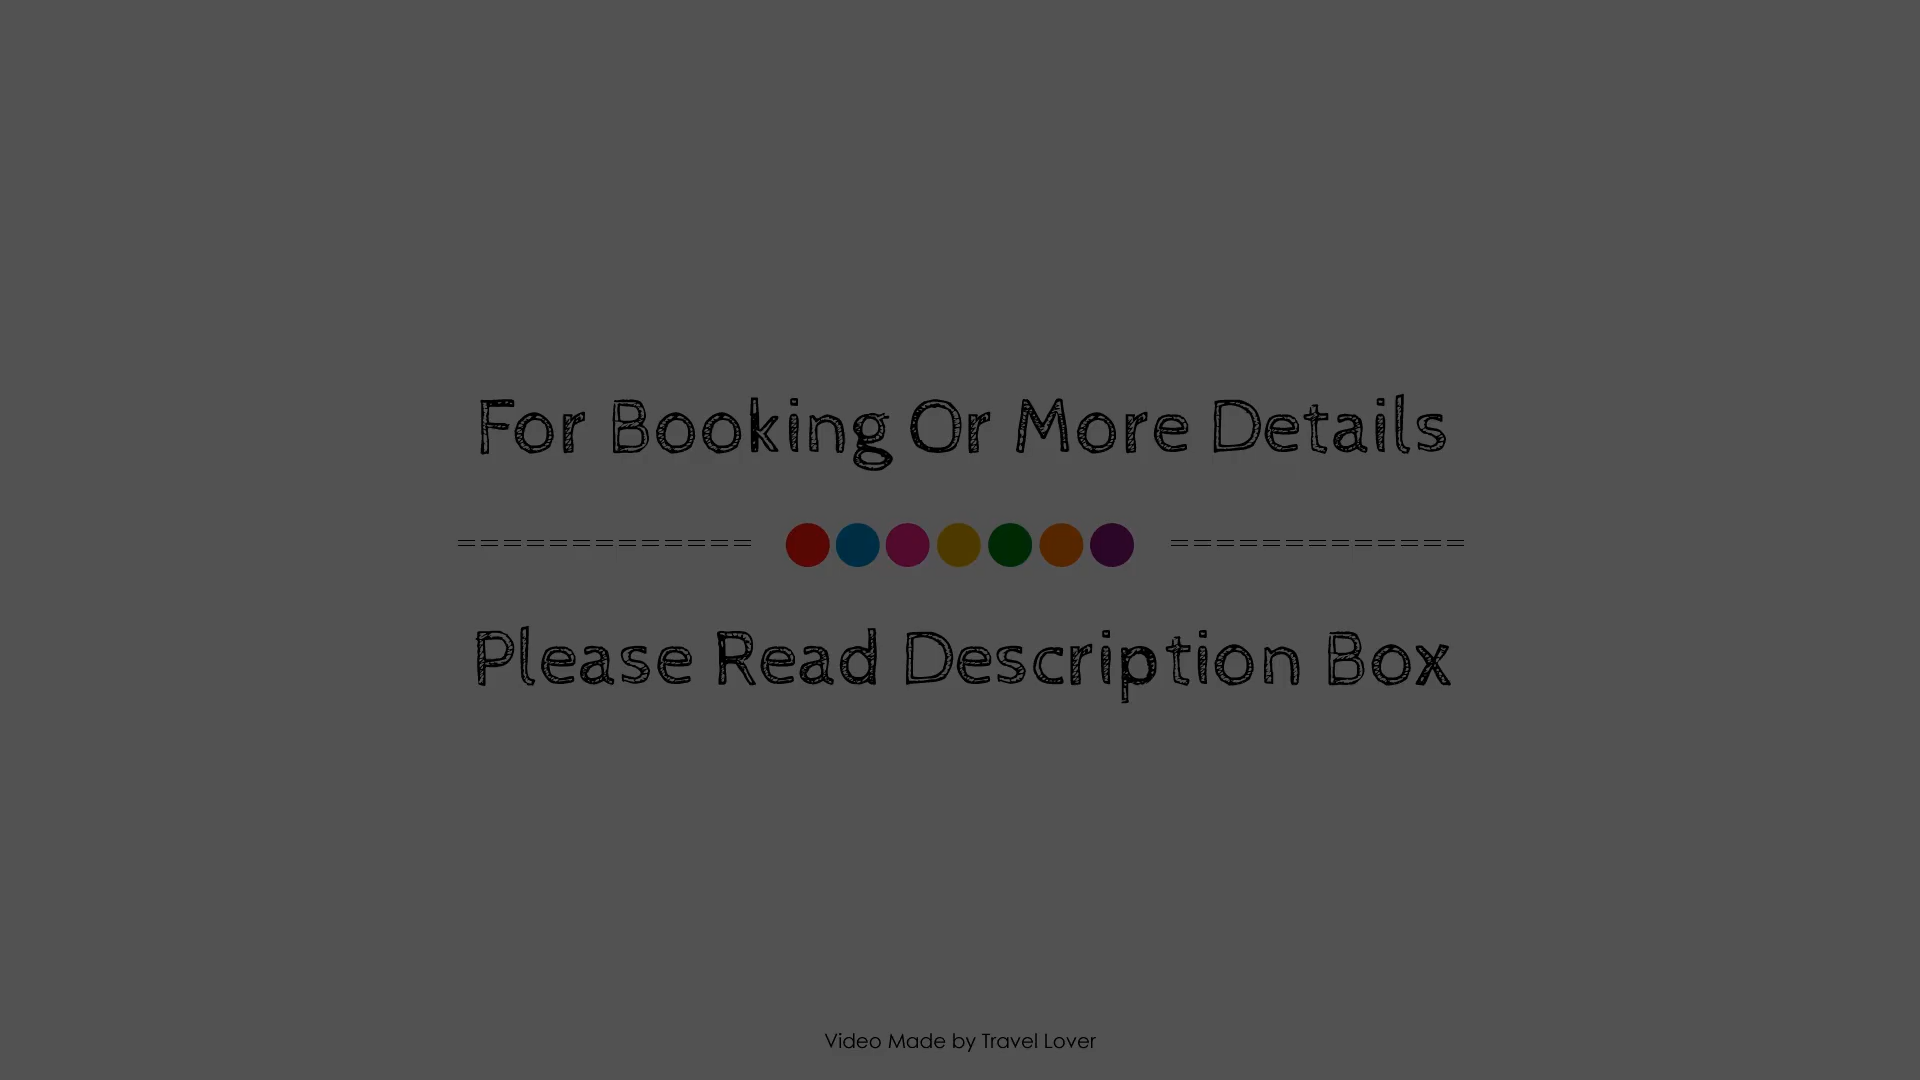 For Booking Or More Details
============= =============
Please Read Description Box
Video Made by Travel Lover